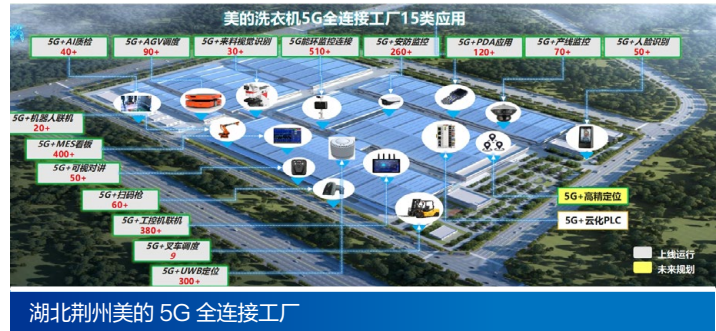 美的洗衣机5G全连接工厂15类应用
5G+AI质检
40+
5G+AGV调度
90+
5G+来料视觉识别
30+
5G能环监控连接
510+
5G+安防监控
260+
5G+PDA应用
120+
5G+产线监控
70+
5G+人脸识别
50+
5G+机器人联机
20+
5G+MES看板
400+
5G+可视对讲
50+
5G+扫码枪
60+
5G+工控机联机
380+
5G+叉车调度
9
5G+UWB定位
300+
5G+高精定位
5G+云化PLC
上线运行
未来规划
湖北荆州美的 5G 全连接工厂